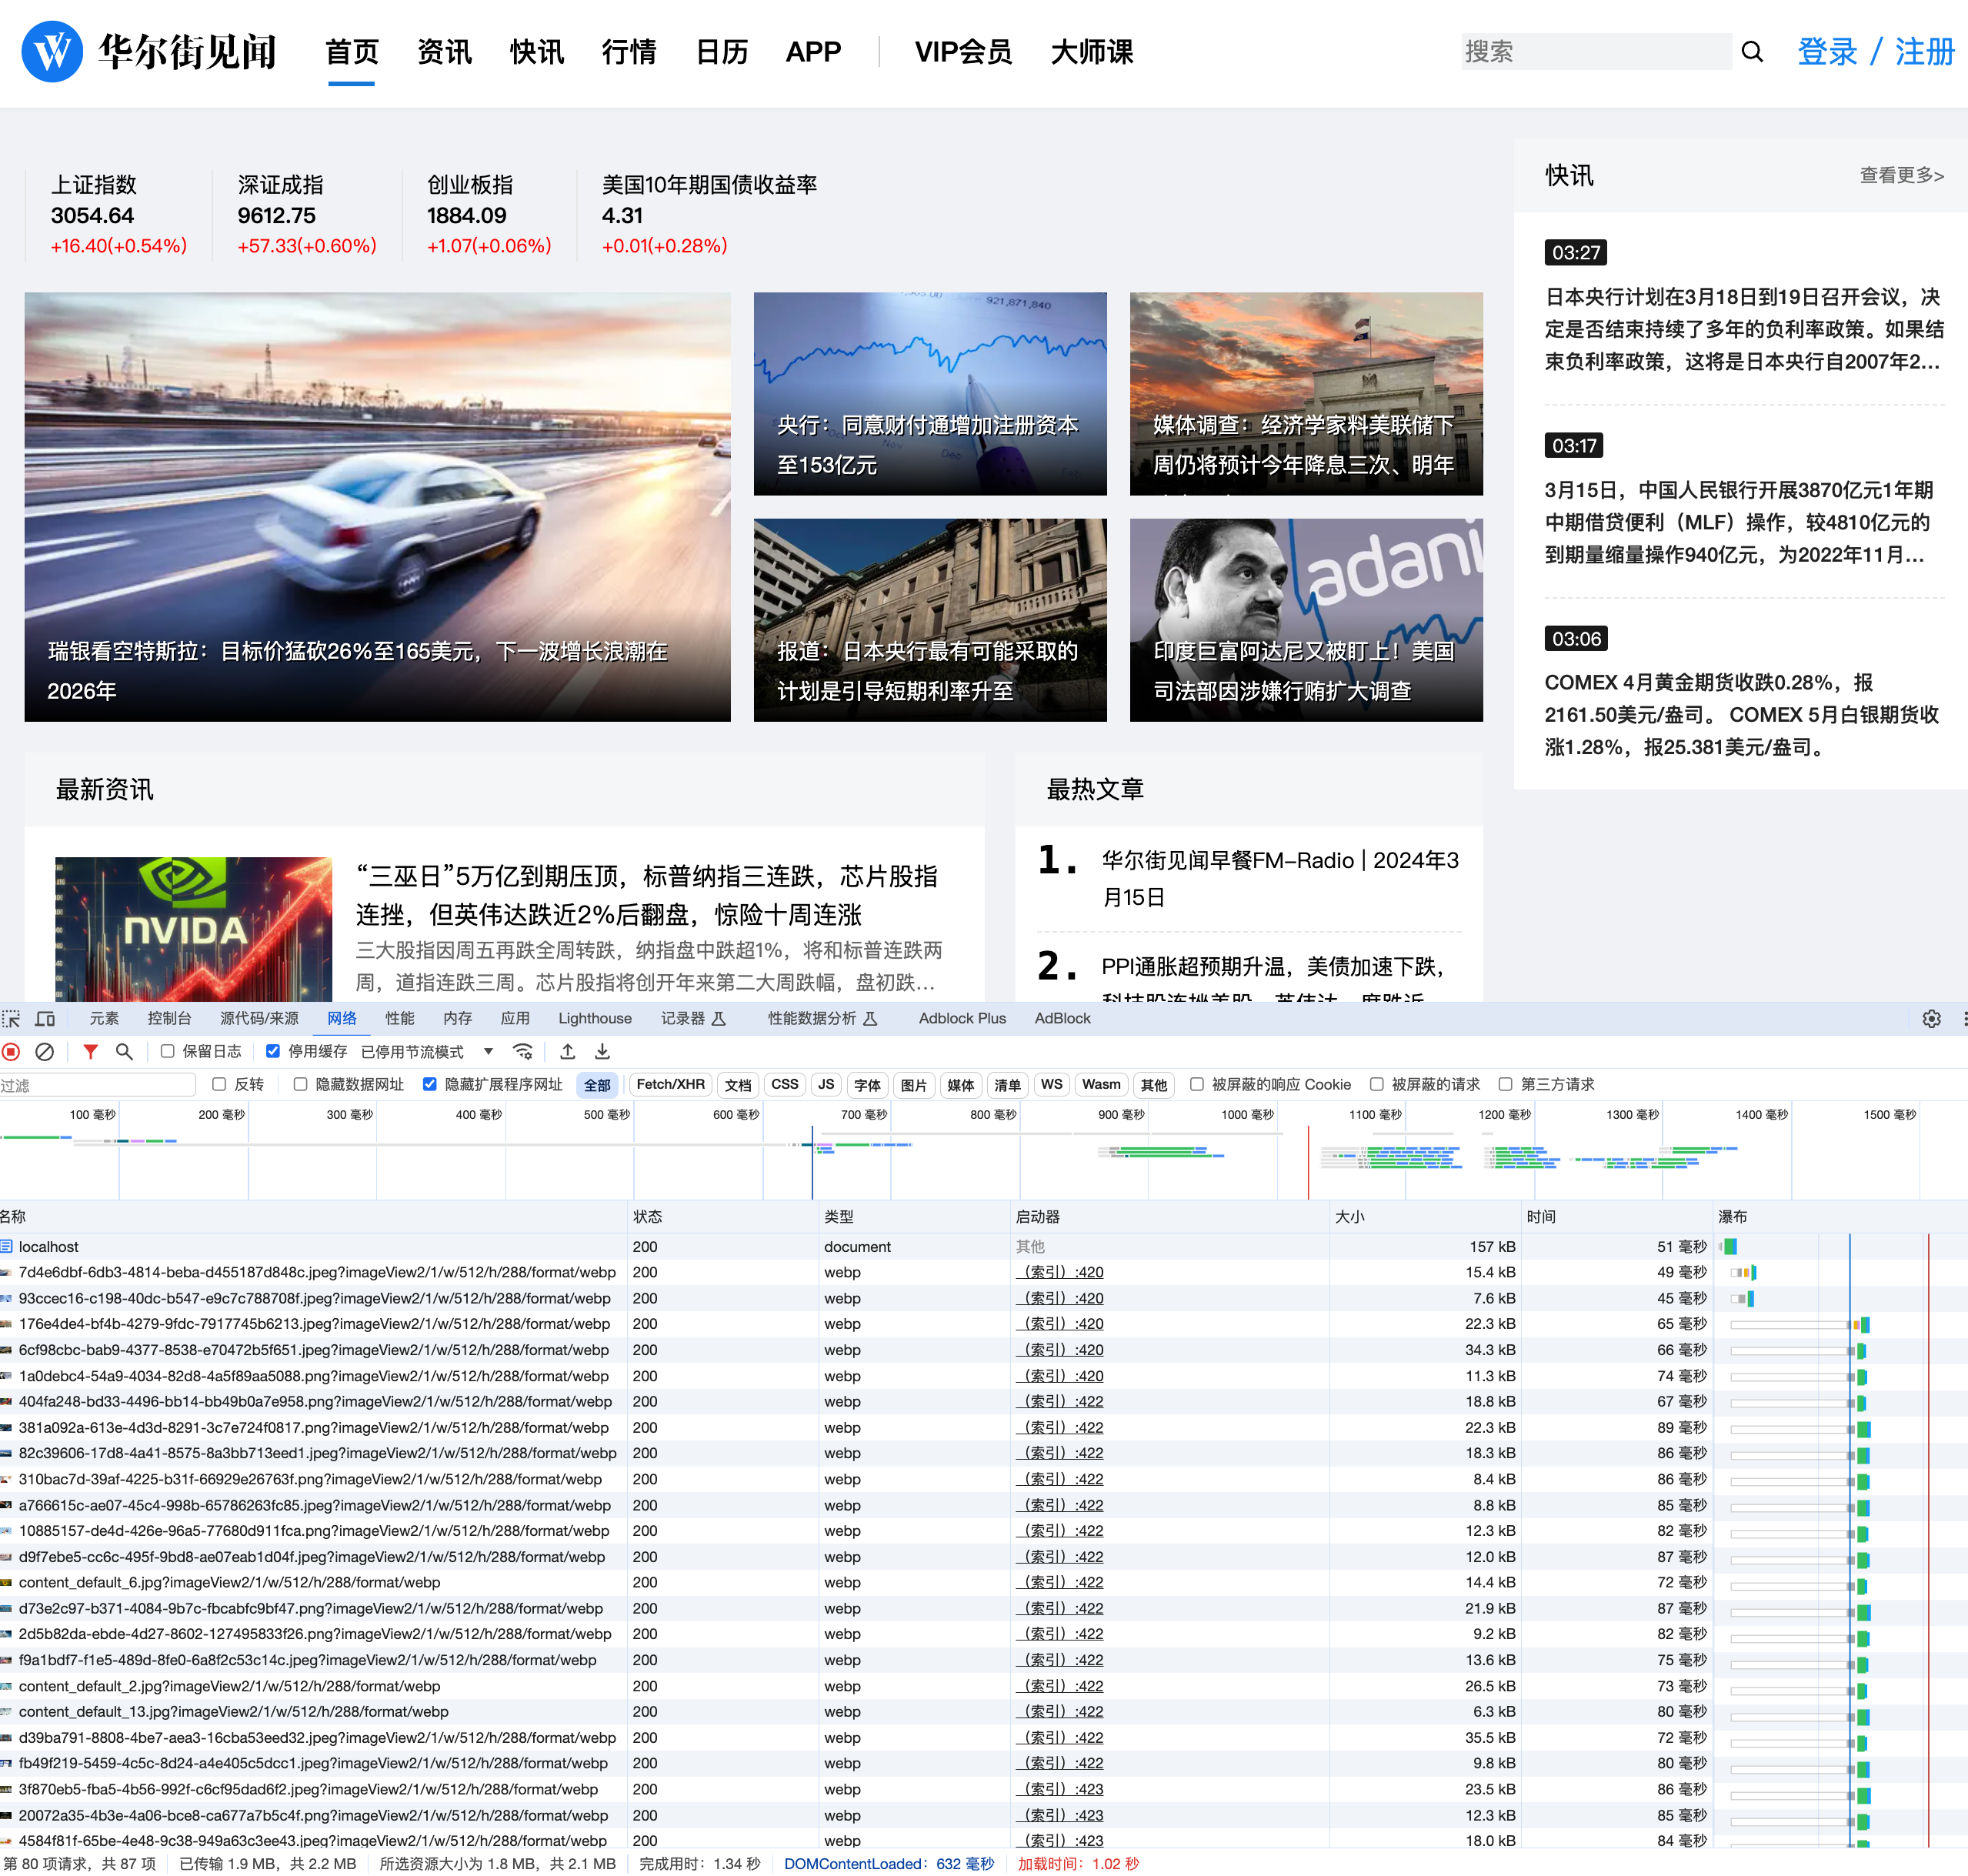 华尔街见闻
首页 资讯 快讯 行情 日历 APP VIP会员 大师课
搜索
登录 / 注册
上证指数
3054.64
+16.40(+0.54%)
深证成指
9612.75
+57.33(+0.60%)
创业板指
1884.09
+1.07(+0.06%)
美国10年期国债收益率
4.31
+0.01(+0.28%)
瑞银看空特斯拉：目标价猛砍26%至165美元，下一波增长浪潮在
2026年
921,871,840
央行：同意财付通增加注册资本
至153亿元
媒体调查：经济学家料美联储下
周仍将预计今年降息三次、明年
报道：日本央行最有可能采取的
计划是引导短期利率升至
adani
印度巨富阿达尼又被盯上！美国
司法部因涉嫌行贿扩大调查
快讯
查看更多>
03:27
日本央行计划在3月18日到19日召开会议，决
定是否结束持续了多年的负利率政策。如果结
束负利率政策，这将是日本央行自2007年2...
03:17
3月15日，中国人民银行开展3870亿元1年期
中期借贷便利（MLF）操作，较4810亿元的
到期量缩量操作940亿元，为2022年11月...
03:06
COMEX 4月黄金期货收跌0.28%，报
2161.50美元/盎司。 COMEX 5月白银期货收
涨1.28%，报25.381美元/盎司。
最新资讯
NVIDIA
“三巫日”5万亿到期压顶，标普纳指三连跌，芯片股指
连挫，但英伟达跌近2%后翻盘，惊险十周连涨
三大股指因周五再跌全周转跌，纳指盘中跌超1%，将和标普连跌两
周，道指连跌三周。芯片股指将创开年来第二大周跌幅，盘初跌...
最热文章
1. 华尔街见闻早餐FM-Radio | 2024年3
月15日
2. PPI通胀超预期升温，美债加速下跌，
元素 控制台 源代码/来源 网络 性能 内存 应用 Lighthouse 记录器 性能数据分析 Adblock Plus AdBlock
保留日志 停用缓存 已停用节流模式
过滤 反转 隐藏数据网址 隐藏扩展程序网址 全部 Fetch/XHR 文档 CSS JS 字体 图片 媒体 清单 WS Wasm 其他 被屏蔽的响应 Cookie 被屏蔽的请求 第三方请求
100 毫秒 200 毫秒 300 毫秒 400 毫秒 500 毫秒 600 毫秒 700 毫秒 800 毫秒 900 毫秒 1000 毫秒 1100 毫秒 1200 毫秒 1300 毫秒 1400 毫秒 1500 毫秒
名称 状态 类型 启动器 大小 时间 瀑布
localhost 200 document 其他 157 kB 51 毫秒
7d4e6dbf-6db3-4814-beba-d455187d848c.jpeg?imageView2/1/w/512/h/288/format/webp 200 webp （索引）:420 15.4 kB 49 毫秒
93ccec16-c198-40dc-b547-e9c7c788708f.jpeg?imageView2/1/w/512/h/288/format/webp 200 webp （索引）:420 7.6 kB 45 毫秒
176e4de4-bf4b-4279-9fdc-7917745b6213.jpeg?imageView2/1/w/512/h/288/format/webp 200 webp （索引）:420 22.3 kB 65 毫秒
6cf98cbc-bab9-4377-8538-e70472b5f651.jpeg?imageView2/1/w/512/h/288/format/webp 200 webp （索引）:420 34.3 kB 66 毫秒
1a0debc4-54a9-4034-82d8-4a5f89aa5088.png?imageView2/1/w/512/h/288/format/webp 200 webp （索引）:420 11.3 kB 74 毫秒
404fa248-bd33-4496-bb14-bb49b0a7e958.png?imageView2/1/w/512/h/288/format/webp 200 webp （索引）:422 18.8 kB 67 毫秒
381a092a-613e-4d3d-8291-3c7e724f0817.png?imageView2/1/w/512/h/288/format/webp 200 webp （索引）:422 22.3 kB 89 毫秒
82c39606-17d8-4a41-8575-8a3bb713eed1.jpeg?imageView2/1/w/512/h/288/format/webp 200 webp （索引）:422 18.3 kB 86 毫秒
310bac7d-39af-4225-b31f-66929e26763f.png?imageView2/1/w/512/h/288/format/webp 200 webp （索引）:422 8.4 kB 86 毫秒
a766615c-ae07-45c4-998b-65786263fc85.jpeg?imageView2/1/w/512/h/288/format/webp 200 webp （索引）:422 8.8 kB 85 毫秒
10885157-de4d-426e-96a5-77680d911fca.png?imageView2/1/w/512/h/288/format/webp 200 webp （索引）:422 12.3 kB 82 毫秒
d9f7ebe5-cc6c-495f-9bd8-ae07eab1d04f.jpeg?imageView2/1/w/512/h/288/format/webp 200 webp （索引）:422 12.0 kB 87 毫秒
content_default_6.jpg?imageView2/1/w/512/h/288/format/webp 200 webp （索引）:422 14.4 kB 72 毫秒
d73e2c97-b371-4084-9b7c-fbcabfc9bf47.png?imageView2/1/w/512/h/288/format/webp 200 webp （索引）:422 21.9 kB 87 毫秒
2d5b82da-ebde-4d27-8602-127495833f26.png?imageView2/1/w/512/h/288/format/webp 200 webp （索引）:422 9.2 kB 82 毫秒
f9a1bdf7-f1e5-489d-8fe0-6a8f2c53c14c.jpeg?imageView2/1/w/512/h/288/format/webp 200 webp （索引）:422 13.6 kB 75 毫秒
content_default_2.jpg?imageView2/1/w/512/h/288/format/webp 200 webp （索引）:422 26.5 kB 73 毫秒
content_default_13.jpg?imageView2/1/w/512/h/288/format/webp 200 webp （索引）:422 6.3 kB 80 毫秒
d39ba791-8808-4be7-aea3-16cba53eed32.jpeg?imageView2/1/w/512/h/288/format/webp 200 webp （索引）:422 35.5 kB 72 毫秒
fb49f219-5459-4c5c-8d24-a4e405c5dcc1.jpeg?imageView2/1/w/512/h/288/format/webp 200 webp （索引）:422 9.8 kB 80 毫秒
3f870eb5-fba5-4b56-992f-c6cf95dad6f2.jpeg?imageView2/1/w/512/h/288/format/webp 200 webp （索引）:423 23.5 kB 86 毫秒
20072a35-4b3e-4a06-bce8-ca677a7b5c4f.png?imageView2/1/w/512/h/288/format/webp 200 webp （索引）:423 12.3 kB 85 毫秒
4584f81f-65be-4e48-9c38-949a63c3ee43.jpeg?imageView2/1/w/512/h/288/format/webp 200 webp （索引）:423 18.0 kB 84 毫秒
第 80 项请求，共 87 项 已传输 1.9 MB，共 2.2 MB 所选资源大小为 1.8 MB，共 2.1 MB 完成用时：1.34 秒 DOMContentLoaded：632 毫秒 加载时间：1.02 秒